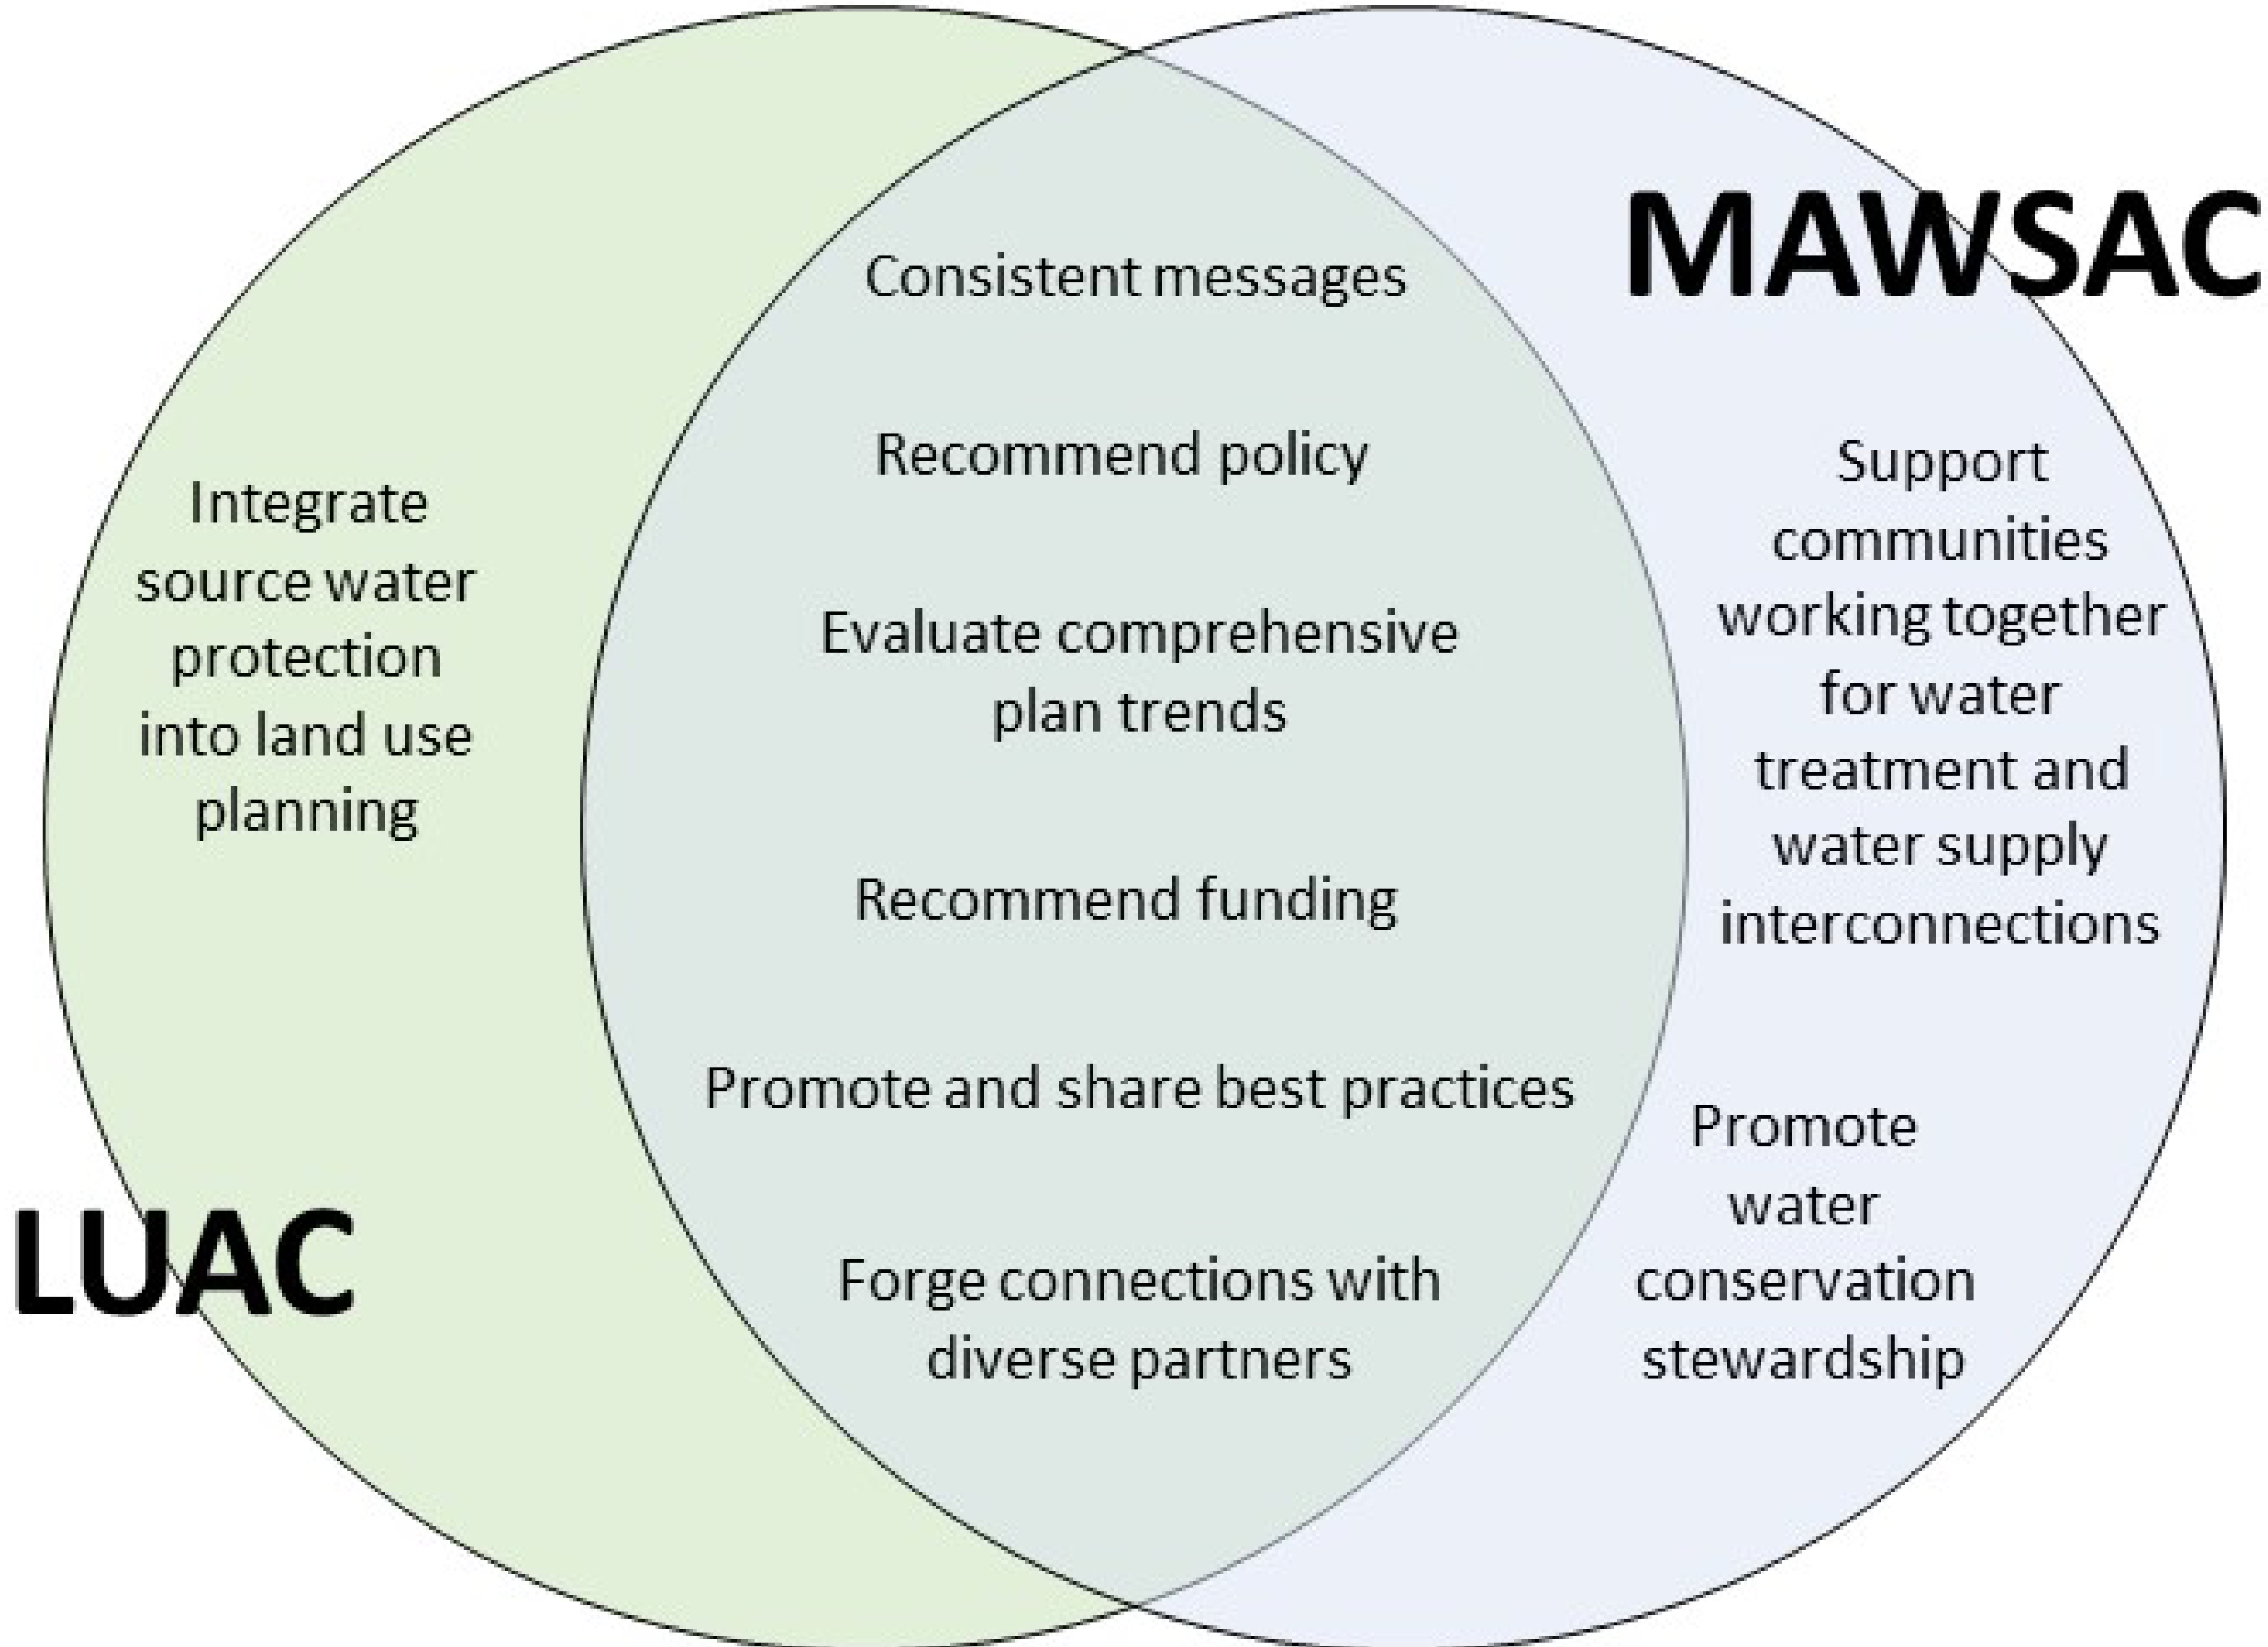 LUAC
Integrate
source water
protection
into land use
planning
Consistent messages
Recommend policy
Evaluate comprehensive
plan trends
Recommend funding
Promote and share best practices
Forge connections with
diverse partners
MAWSAC
Support
communities
working together
for water
treatment and
water supply
interconnections
Promote
water
conservation
stewardship